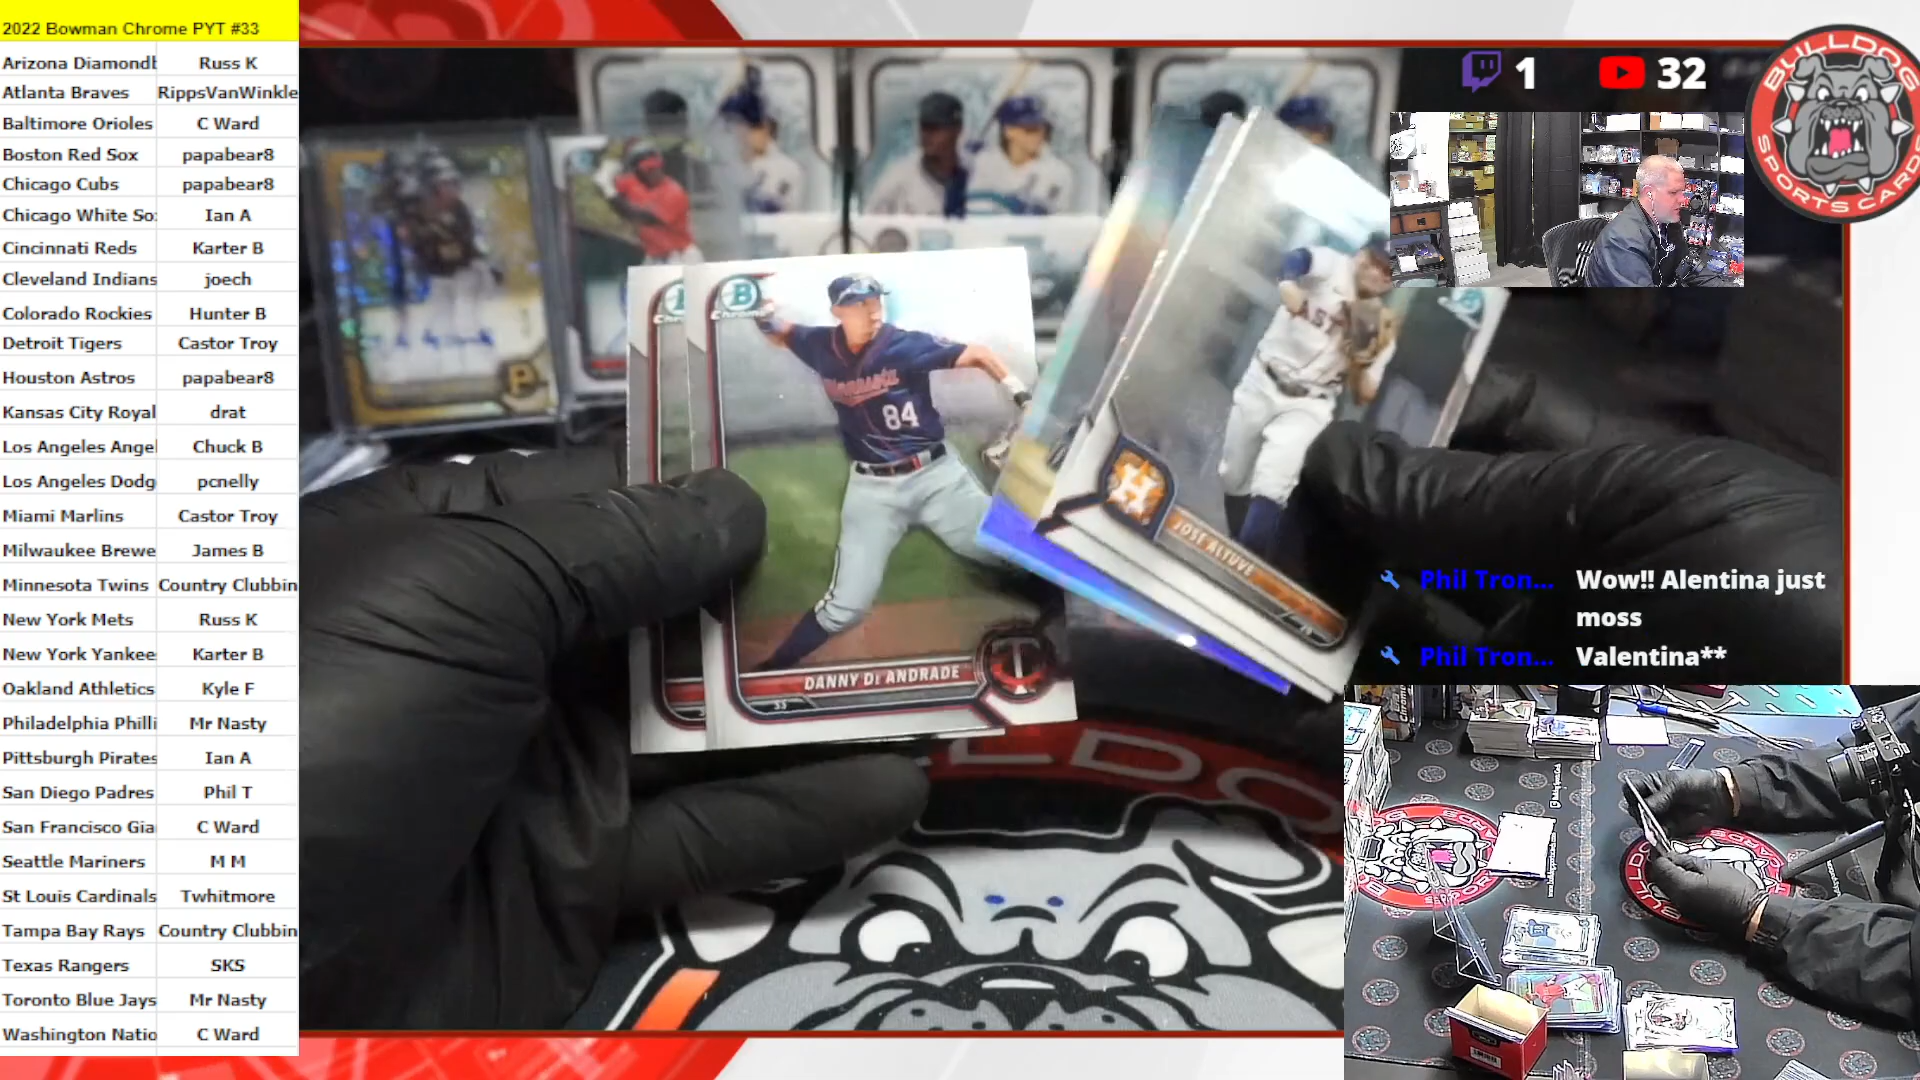 2022 Bowman Chrome PYT #33
Arizona Diamondb Russ K
Atlanta Braves RippsVanWinkle
Baltimore Orioles C Ward
Boston Red Sox papabear8
Chicago Cubs papabear8
Chicago White So Ian A
Cincinnati Reds Karter B
Cleveland Indians joech
Colorado Rockies Hunter B
Detroit Tigers Castor Troy
Houston Astros papabear8
Kansas City Royal drat
Los Angeles Angel Chuck B
Los Angeles Dodg pcnelly
Miami Marlins Castor Troy
Milwaukee Brewe James B
Minnesota Twins Country Clubbin
New York Mets Russ K
New York Yankee Karter B
Oakland Athletics Kyle F
Philadelphia Philli Mr Nasty
Pittsburgh Pirates Ian A
San Diego Padres Phil T
San Francisco Gia C Ward
Seattle Mariners M M
St Louis Cardinals Twhitmore
Tampa Bay Rays Country Clubbin
Texas Rangers SKS
Toronto Blue Jays Mr Nasty
Washington Natio C Ward
1 32
BULLDOG
SPORTS CARDS
B
Chrome
Minnesota
84
DANNY De ANDRADE
33
T
H
JOSE ALTUVE
P
Phil Tron... Wow!! Alentina just
moss
Phil Tron... Valentina**